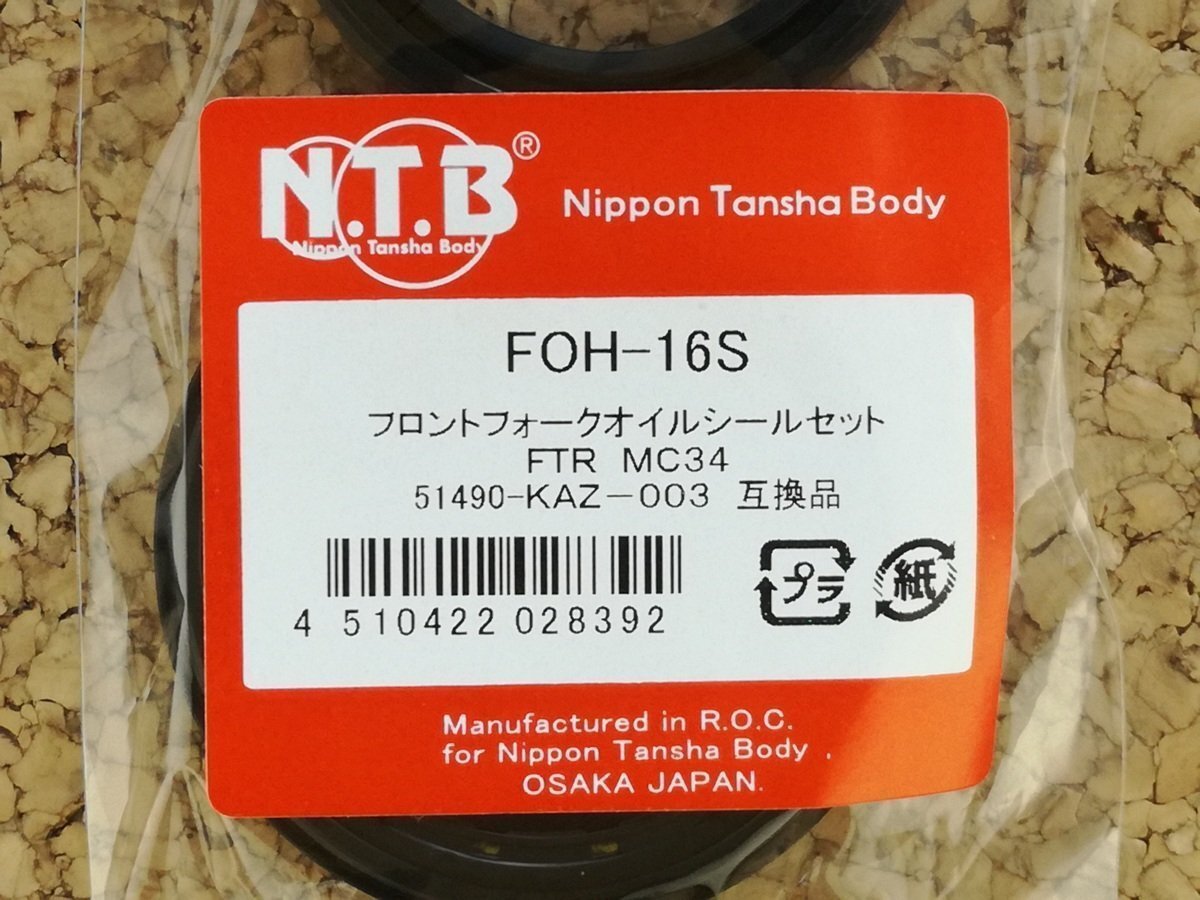 N.T.B®
Nippon Tansha Body
Nippon Tansha Body
FOH-16S
フロントフォークオイルシールセット
FTR MC34
51490-KAZ-003 互換品
4 510422 028392
プラ
紙
Manufactured in R.O.C.
for Nippon Tansha Body .
OSAKA JAPAN.